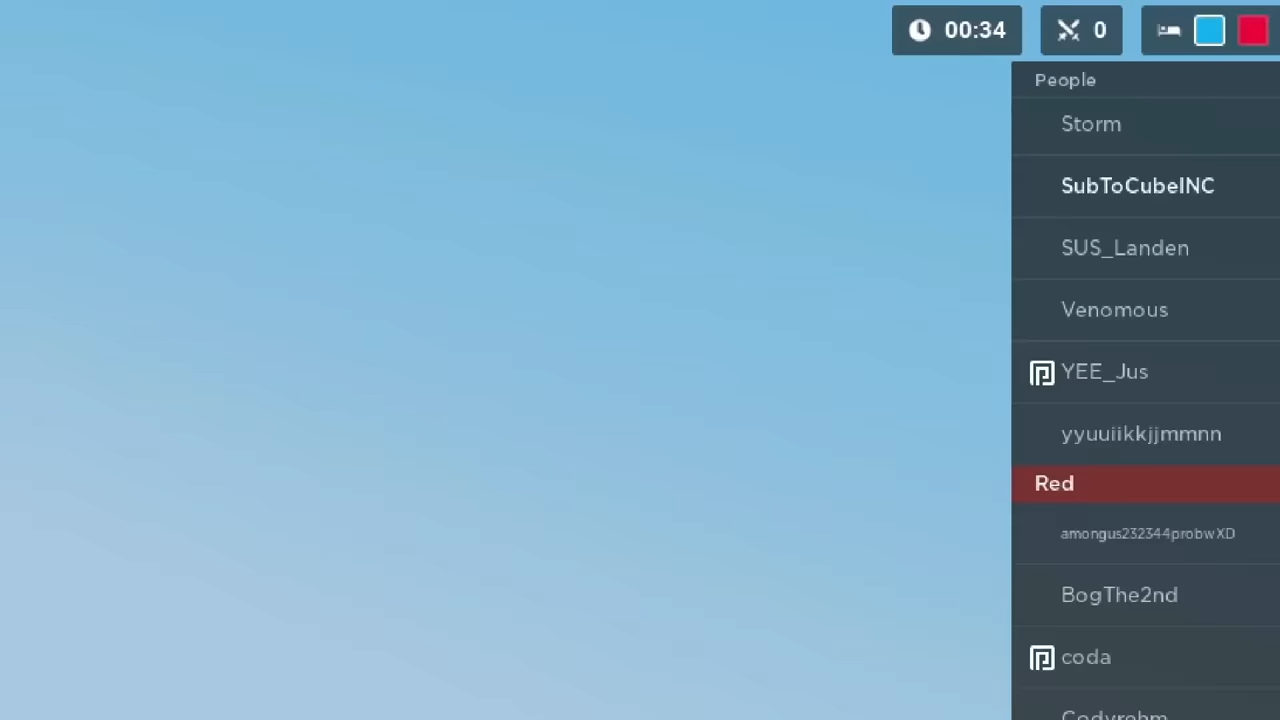 00:34
0
People
Storm
SubToCubeINC
SUS_Landen
Venomous
YEE_Jus
yyuuiikkjjmmnn
Red
amongus232344probwXD
BogThe2nd
coda